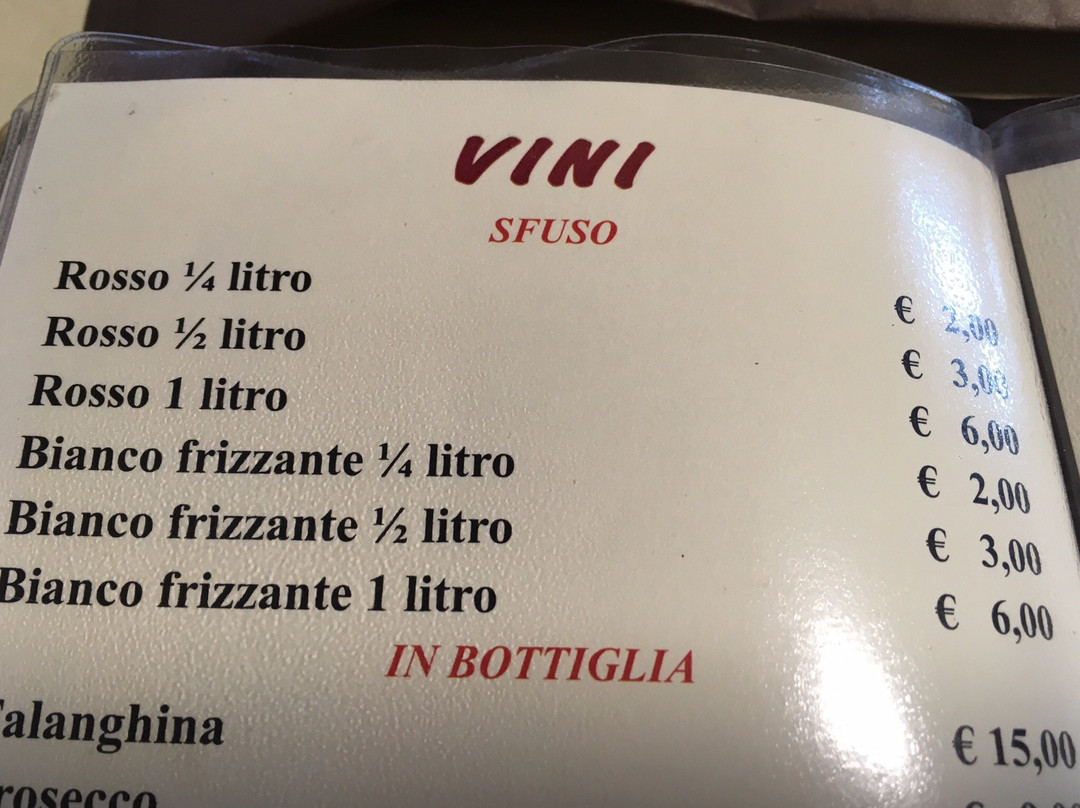 VINI
SFUSO
Rosso ¼ litro € 2,00
Rosso ½ litro € 3,00
Rosso 1 litro € 6,00
Bianco frizzante ¼ litro € 2,00
Bianco frizzante ½ litro € 3,00
Bianco frizzante 1 litro € 6,00
IN BOTTIGLIA
Falanghina € 15,00
rosecco